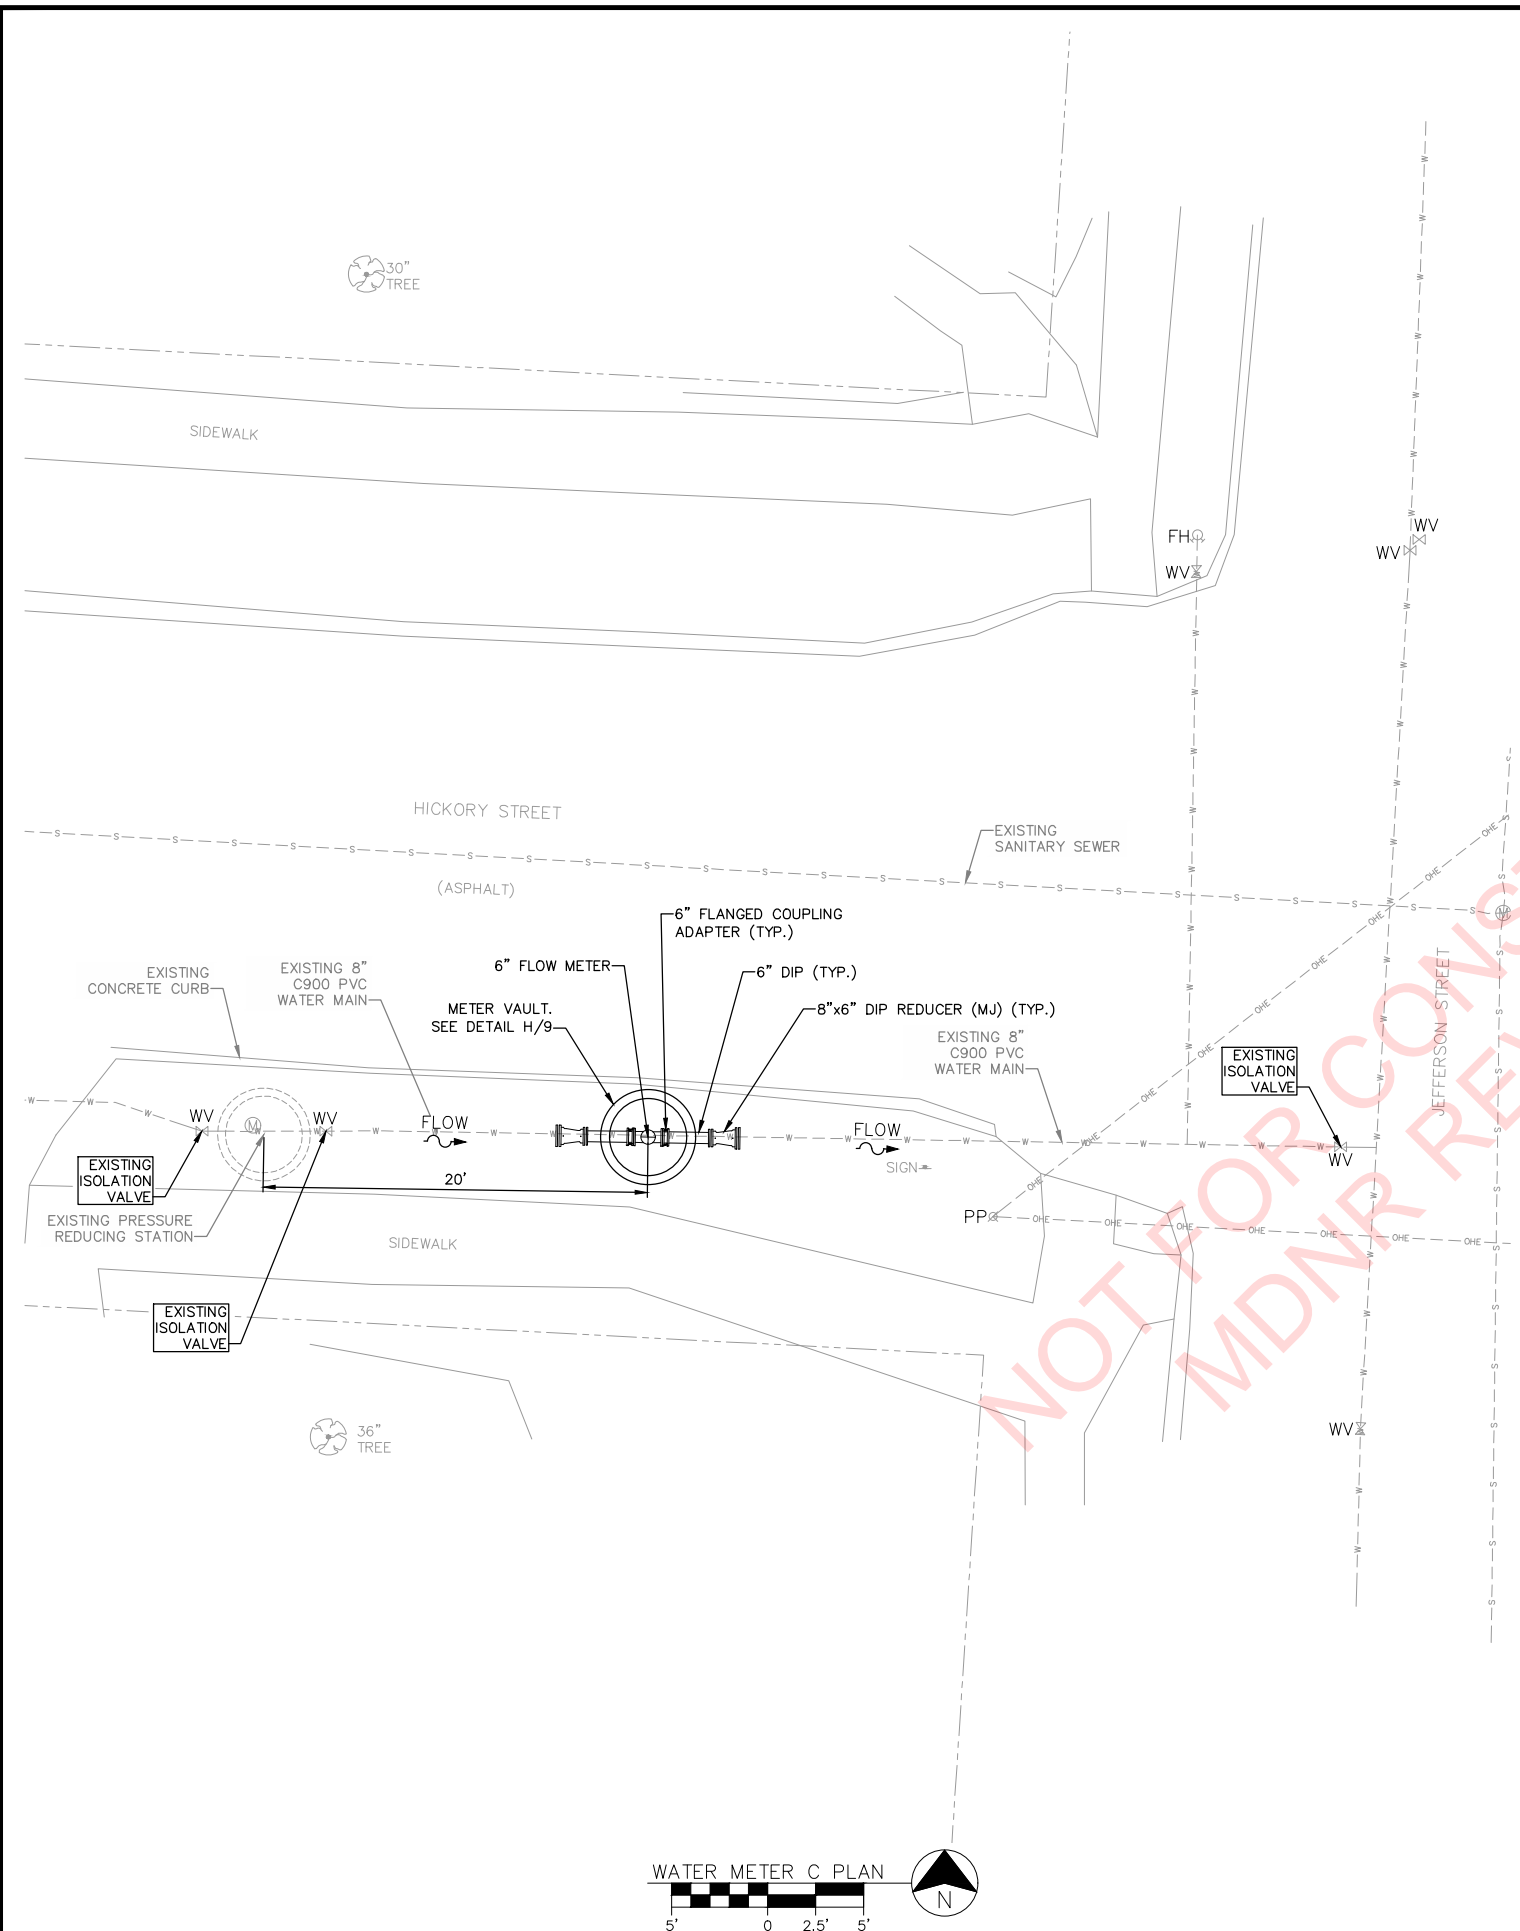 30"
TREE
SIDEWALK
FH
WV
WV
WV
HICKORY STREET
(ASPHALT)
EXISTING
SANITARY SEWER
6" FLANGED COUPLING
ADAPTER (TYP.)
6" FLOW METER
6" DIP (TYP.)
METER VAULT.
SEE DETAIL H/9
8"x6" DIP REDUCER (MJ) (TYP.)
EXISTING
CONCRETE CURB
EXISTING 8"
C900 PVC
WATER MAIN
EXISTING 8"
C900 PVC
WATER MAIN
EXISTING
ISOLATION
VALVE
JEFFERSON STREET
WV
WV
FLOW
FLOW
SIGN
WV
EXISTING
ISOLATION
VALVE
20'
EXISTING PRESSURE
REDUCING STATION
SIDEWALK
PP
OHE
EXISTING
ISOLATION
VALVE
36"
TREE
WV
NOT FOR CONS
MDNR RE
WATER METER C PLAN
N
5'
0
2.5'
5'